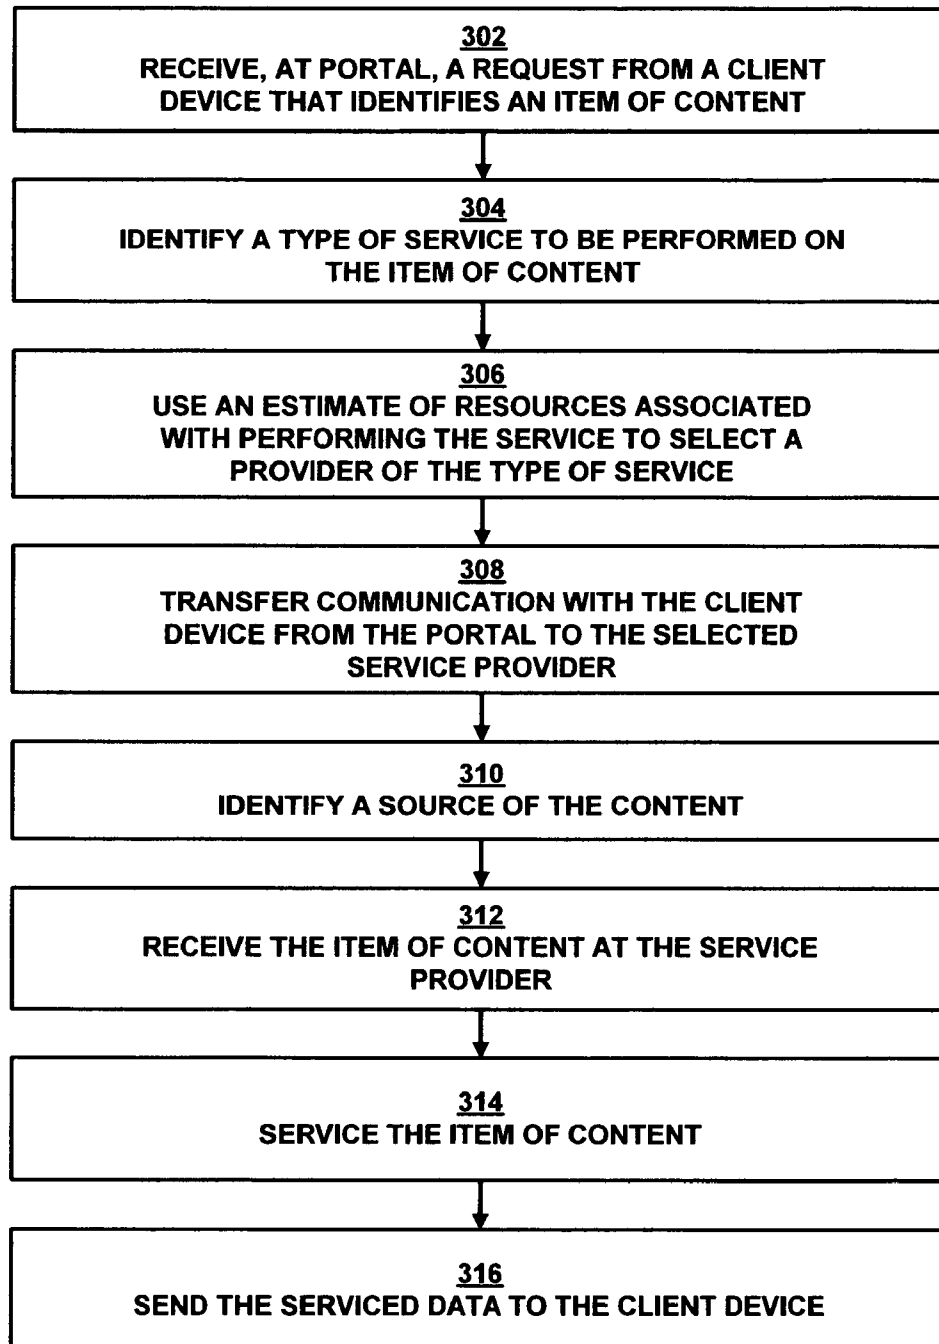 302
RECEIVE, AT PORTAL, A REQUEST FROM A CLIENT
DEVICE THAT IDENTIFIES AN ITEM OF CONTENT
304
IDENTIFY A TYPE OF SERVICE TO BE PERFORMED ON
THE ITEM OF CONTENT
306
USE AN ESTIMATE OF RESOURCES ASSOCIATED
WITH PERFORMING THE SERVICE TO SELECT A
PROVIDER OF THE TYPE OF SERVICE
308
TRANSFER COMMUNICATION WITH THE CLIENT
DEVICE FROM THE PORTAL TO THE SELECTED
SERVICE PROVIDER
310
IDENTIFY A SOURCE OF THE CONTENT
312
RECEIVE THE ITEM OF CONTENT AT THE SERVICE
PROVIDER
314
SERVICE THE ITEM OF CONTENT
316
SEND THE SERVICED DATA TO THE CLIENT DEVICE